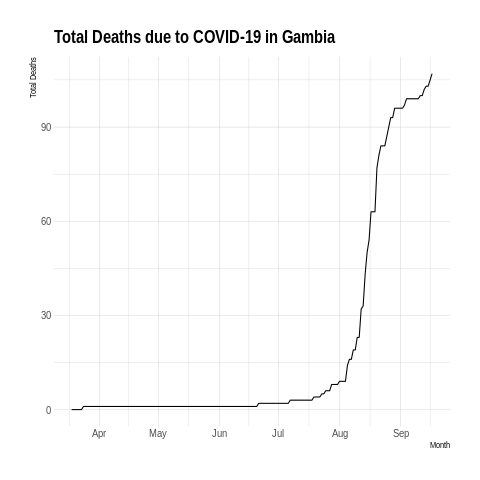 Total Deaths due to COVID-19 in Gambia
Total Deaths
90
60
30
0
Apr May Jun Jul Aug Sep
Month